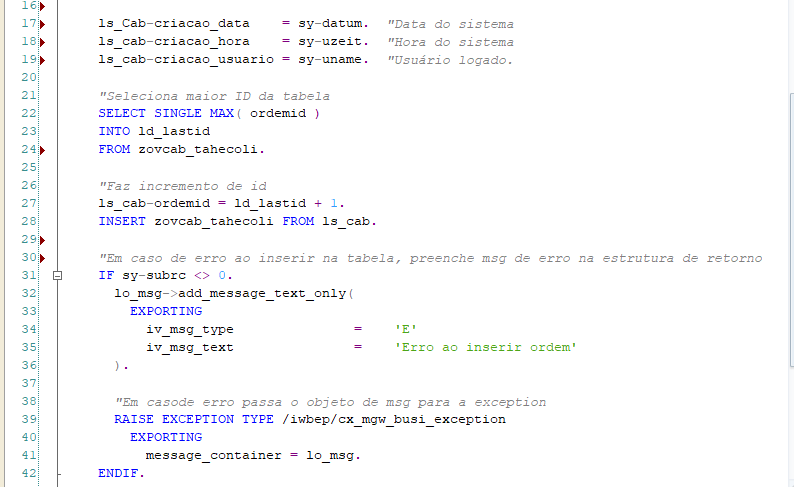 16
17 ls_Cab-criacao_data = sy-datum. "Data do sistema
18 ls_cab-criacao_hora = sy-uzeit. "Hora do sistema
19 ls_cab-criacao_usuario = sy-uname. "Usuário logado.
20
21 "Seleciona maior ID da tabela
22 SELECT SINGLE MAX( ordemid )
23 INTO ld_lastid
24 FROM zovcab_tahecoli.
25
26 "Faz incremento de id
27 ls_cab-ordemid = ld_lastid + 1.
28 INSERT zovcab_tahecoli FROM ls_cab.
29
30 "Em caso de erro ao inserir na tabela, preenche msg de erro na estrutura de retorno
31 IF sy-subrc <> 0.
32 lo_msg->add_message_text_only(
33 EXPORTING
34 iv_msg_type = 'E'
35 iv_msg_text = 'Erro ao inserir ordem'
36 ).
37
38 "Em casode erro passa o objeto de msg para a exception
39 RAISE EXCEPTION TYPE /iwbep/cx_mgw_busi_exception
40 EXPORTING
41 message_container = lo_msg.
42 ENDIF.